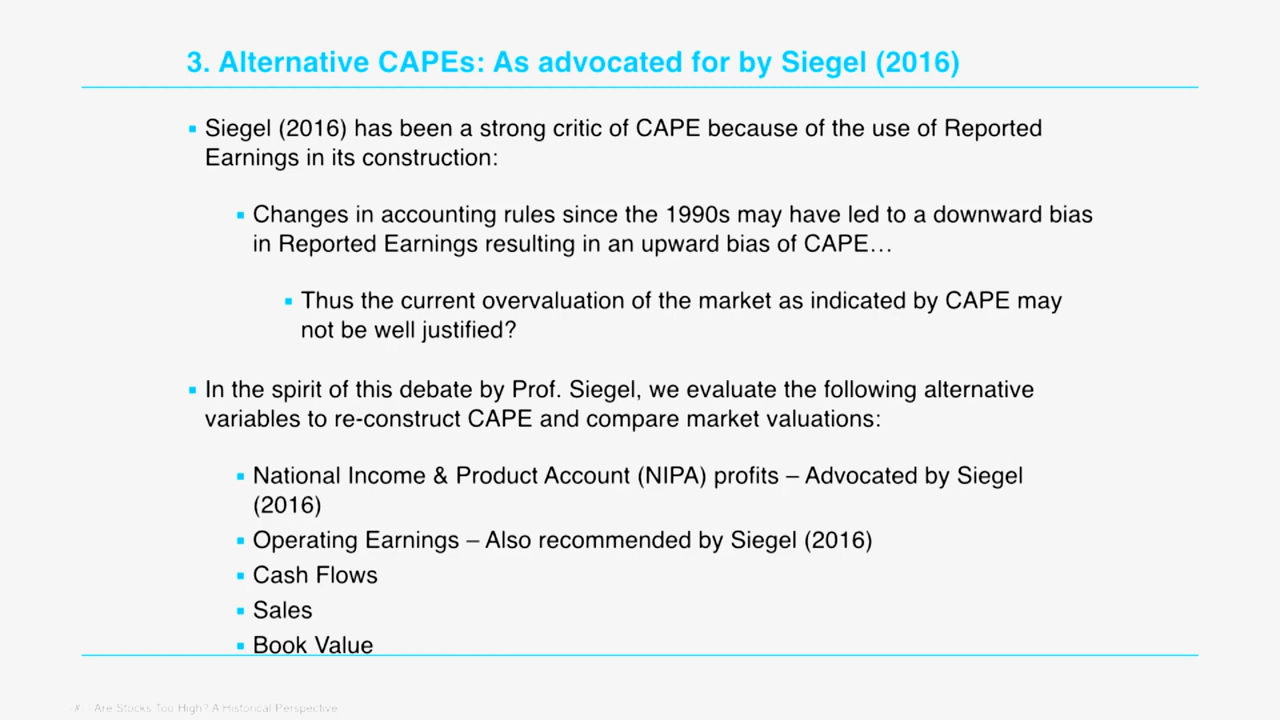 3. Alternative CAPEs: As advocated for by Siegel (2016)
Siegel (2016) has been a strong critic of CAPE because of the use of Reported
Earnings in its construction:
Changes in accounting rules since the 1990s may have led to a downward bias
in Reported Earnings resulting in an upward bias of CAPE…
Thus the current overvaluation of the market as indicated by CAPE may
not be well justified?
In the spirit of this debate by Prof. Siegel, we evaluate the following alternative
variables to re-construct CAPE and compare market valuations:
National Income & Product Account (NIPA) profits – Advocated by Siegel
(2016)
Operating Earnings – Also recommended by Siegel (2016)
Cash Flows
Sales
Book Value
Are Stocks Too High? A Historical Perspective